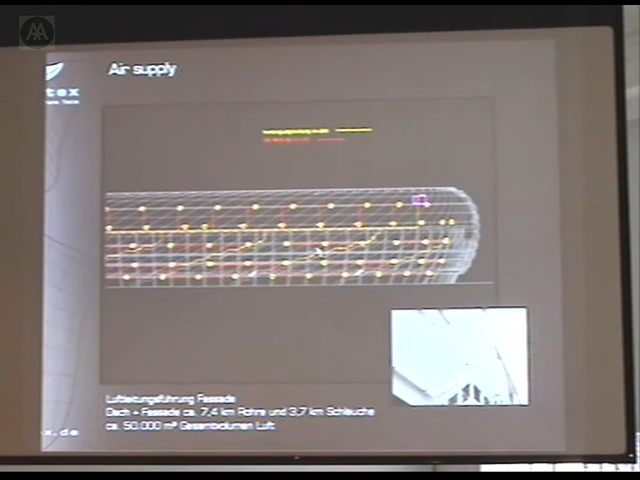 AA
Air supply
tex
Luftleitungsführung Fassade
Dach + Fassade ca. 7,4 km Rohre und 3,7 km Schläuche
ca. 50.000 m³ Gesamtvolumen Luft
x.de